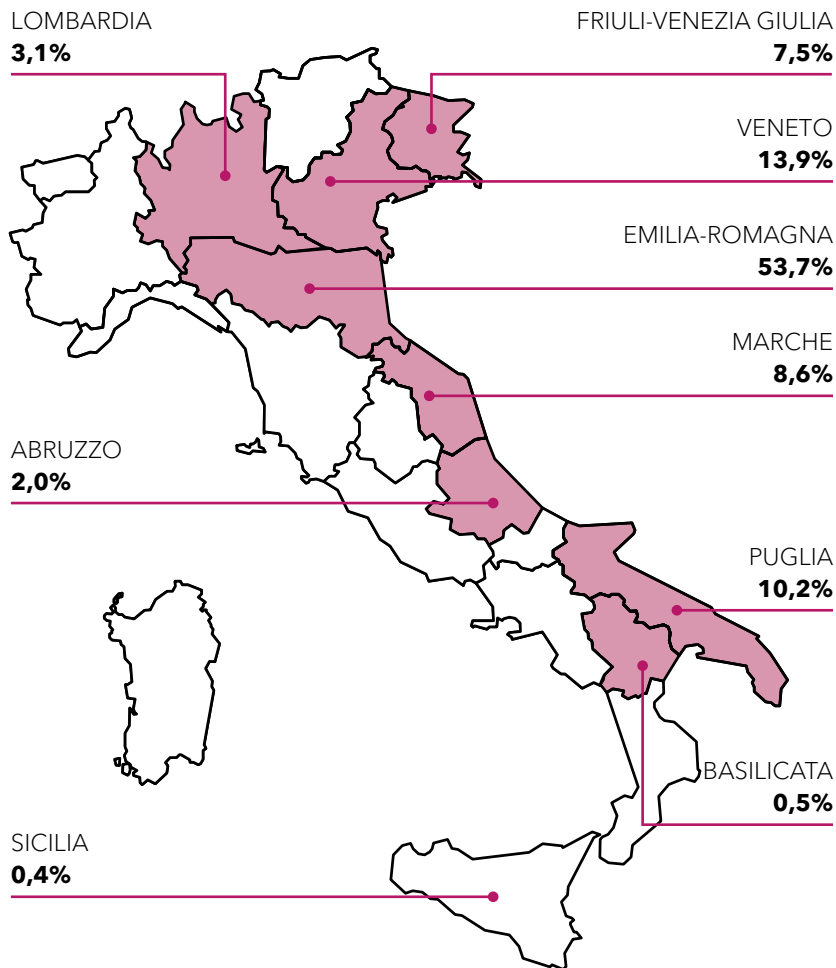 LOMBARDIA
3,1%
FRIULI-VENEZIA GIULIA
7,5%
VENETO
13,9%
EMILIA-ROMAGNA
53,7%
MARCHE
8,6%
ABRUZZO
2,0%
PUGLIA
10,2%
BASILICATA
0,5%
SICILIA
0,4%